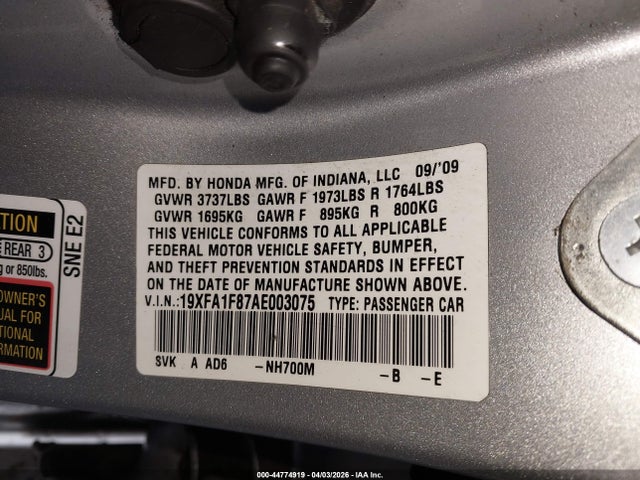 MFD. BY HONDA MFG. OF INDIANA, LLC 09/'09
GVWR 3737LBS GAWR F 1973LBS R 1764LBS
GVWR 1695KG GAWR F 895KG R 800KG
THIS VEHICLE CONFORMS TO ALL APPLICABLE
FEDERAL MOTOR VEHICLE SAFETY, BUMPER,
AND THEFT PREVENTION STANDARDS IN EFFECT
ON THE DATE OF MANUFACTURE SHOWN ABOVE.
V.I.N.:19XFA1F87AE003075 TYPE: PASSENGER CAR
SVK A AD6 -NH700M -B -E
REAR 3
or 850lbs.
OWNER'S
FOR
SNE E2
000-44774919 - 04/03/2026 - IAA Inc.